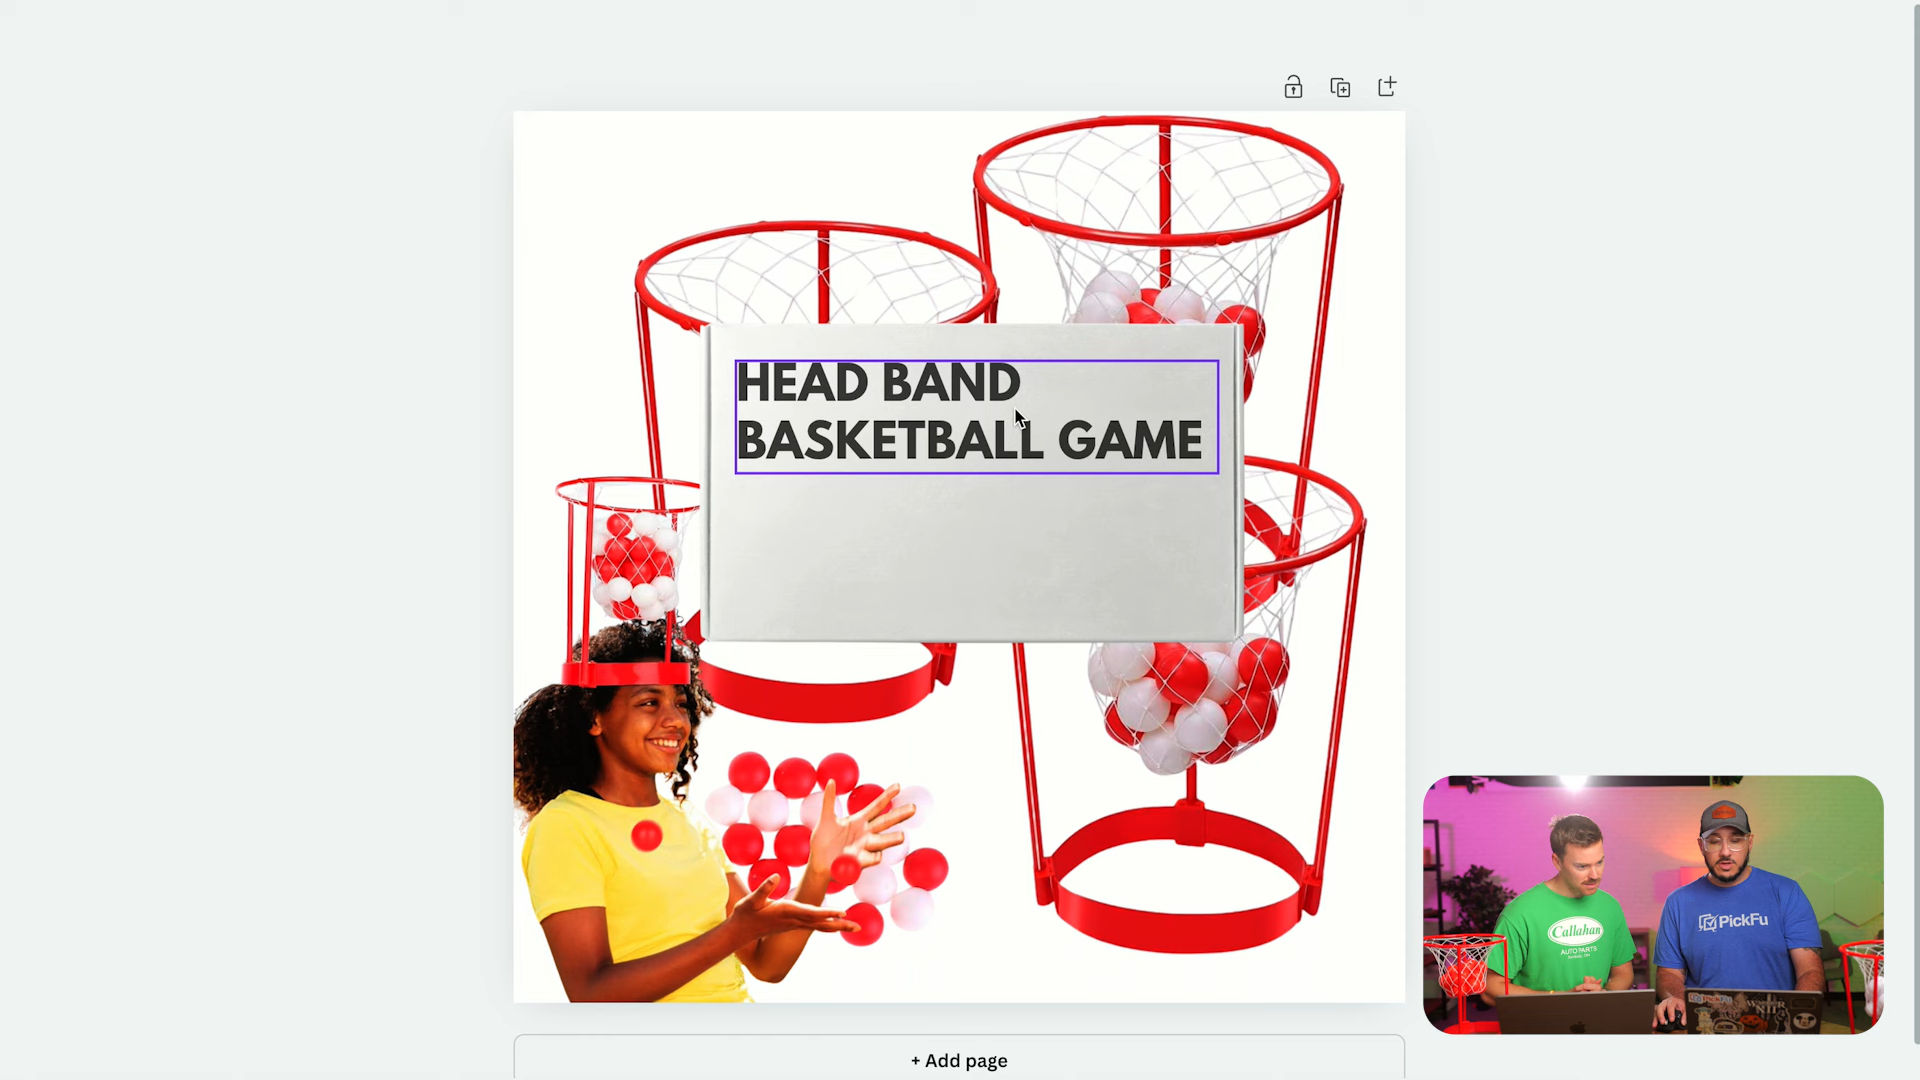 HEAD BAND
BASKETBALL GAME
+ Add page
Callahan
AUTO PARTS
PickFu